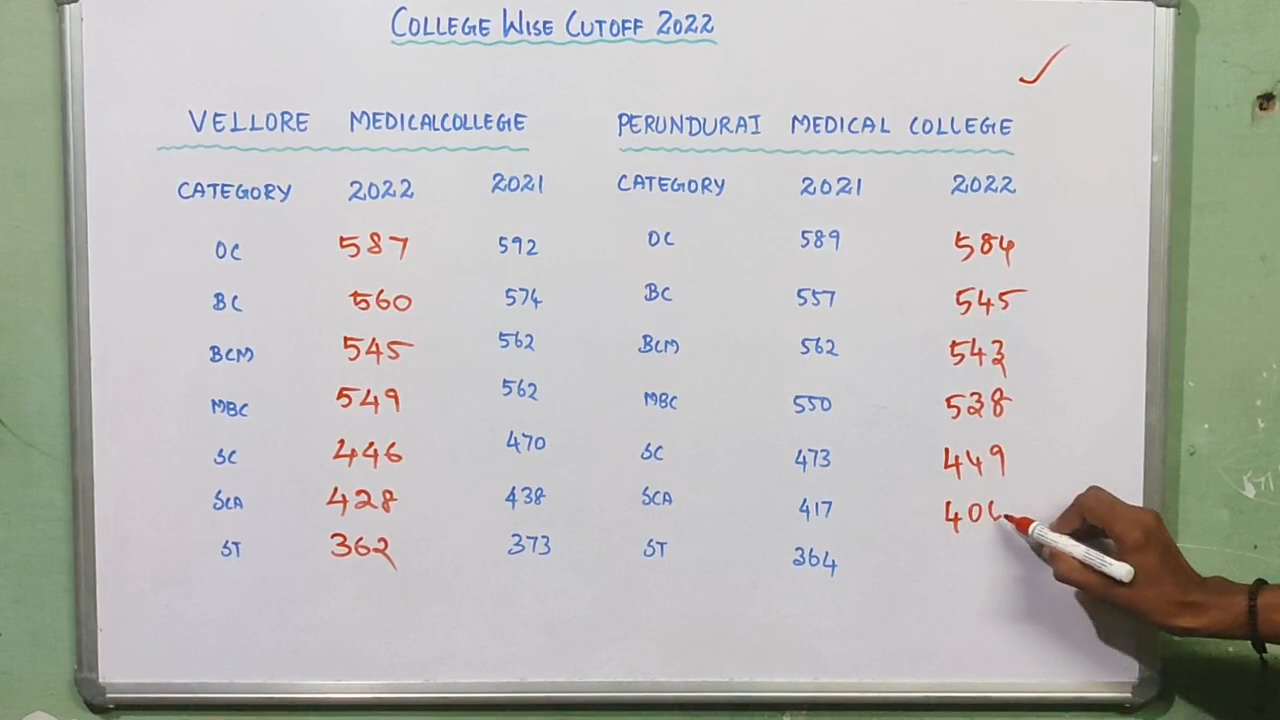 COLLEGE WISE CUTOFF 2022
VELLORE MEDICALCOLLEGE PERUNDURAI MEDICAL COLLEGE
CATEGORY 2022 2021 CATEGORY 2021 2022
OC 587 592 OC 589 584
BC 560 574 BC 557 545
BCM 545 562 BCM 562 543
MBC 549 562 MBC 550 538
SC 446 470 SC 473 449
SCA 428 438 SCA 417
ST 362 373 ST 364